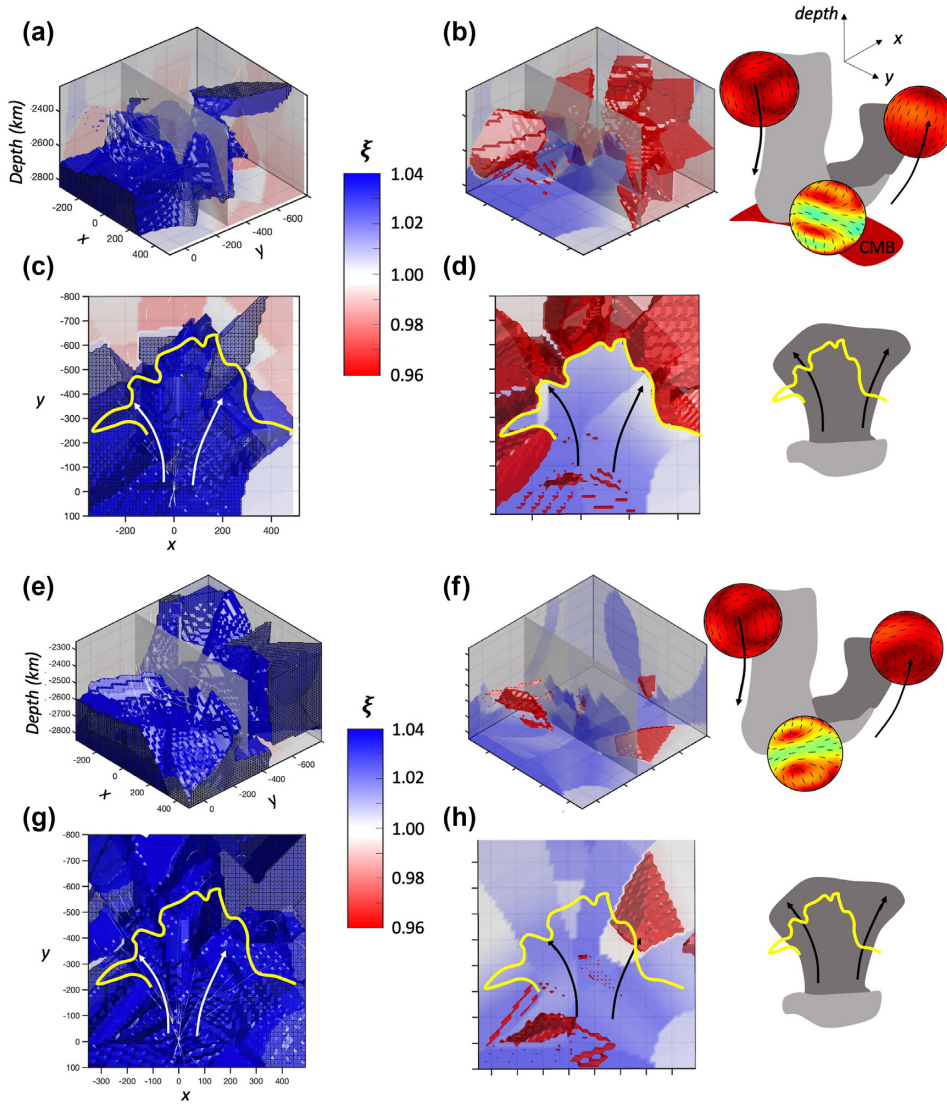 (a)
(b)
depth
x
y
Depth (km)
-2400
-2600
-2800
-200
0
200
400
x
0
-200
-400
-600
y
ξ
1.04
1.02
1.00
0.98
0.96
CMB
(c)
(d)
-800
-700
-600
-500
-400
-300
-200
-100
0
100
y
-200
0
200
400
x
(e)
(f)
Depth (km)
-2300
-2400
-2500
-2600
-2700
-2800
-200
0
200
400
x
0
-200
-400
-600
y
ξ
1.04
1.02
1.00
0.98
0.96
(g)
(h)
-800
-700
-600
-500
-400
-300
-200
-100
0
100
y
-300
-200
-100
0
100
200
300
400
x